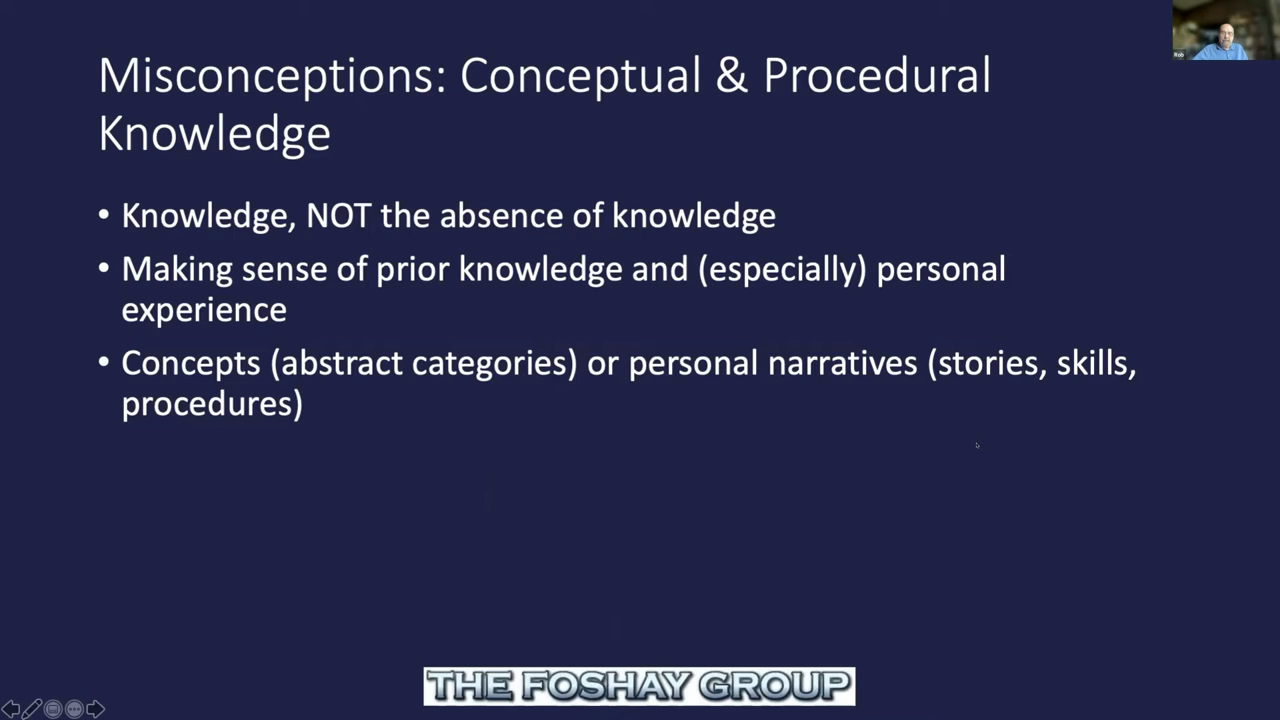 Rob
Misconceptions: Conceptual & Procedural
Knowledge
• Knowledge, NOT the absence of knowledge
• Making sense of prior knowledge and (especially) personal
experience
• Concepts (abstract categories) or personal narratives (stories, skills,
procedures)
THE FOSHAY GROUP